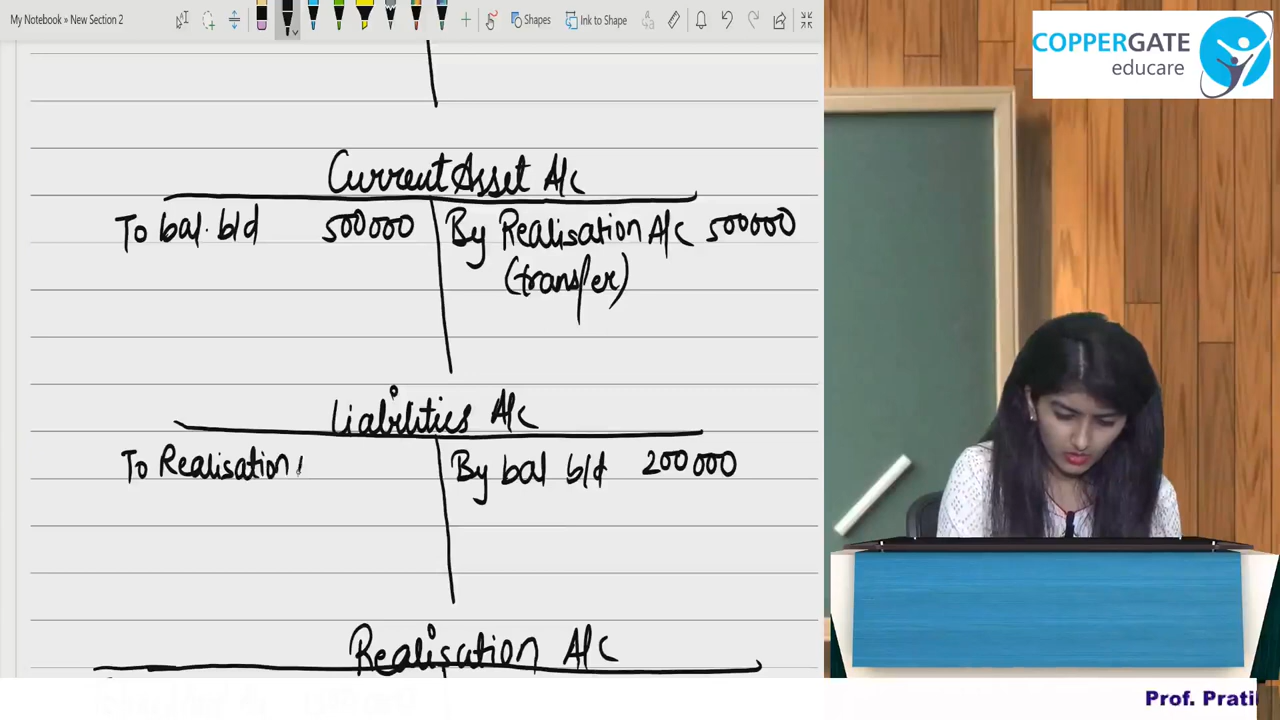 My Notebook » New Section 2
Shapes
Ink to Shape
COPPERGATE
educare
Current Asset A/c
To bal. b/d 500000 By Realisation A/c 500000
(transfer)
Liabilities A/c
To Realisation By bal b/d 200000
Realisation A/c
Prof. Prati